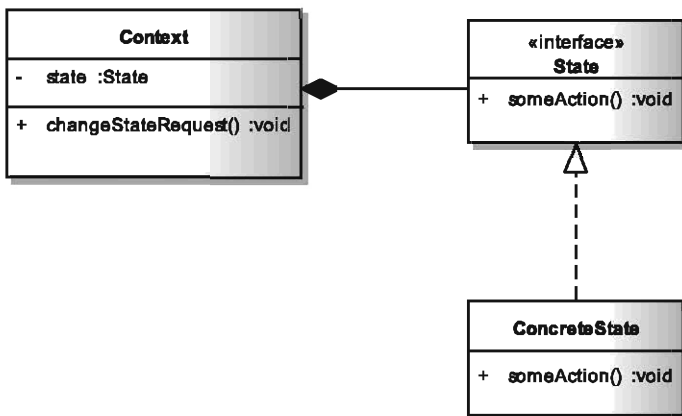 Context
- state :State
+ changeStateRequest() :void
«interface»
State
+ someAction() :void
ConcreteState
+ someAction() :void